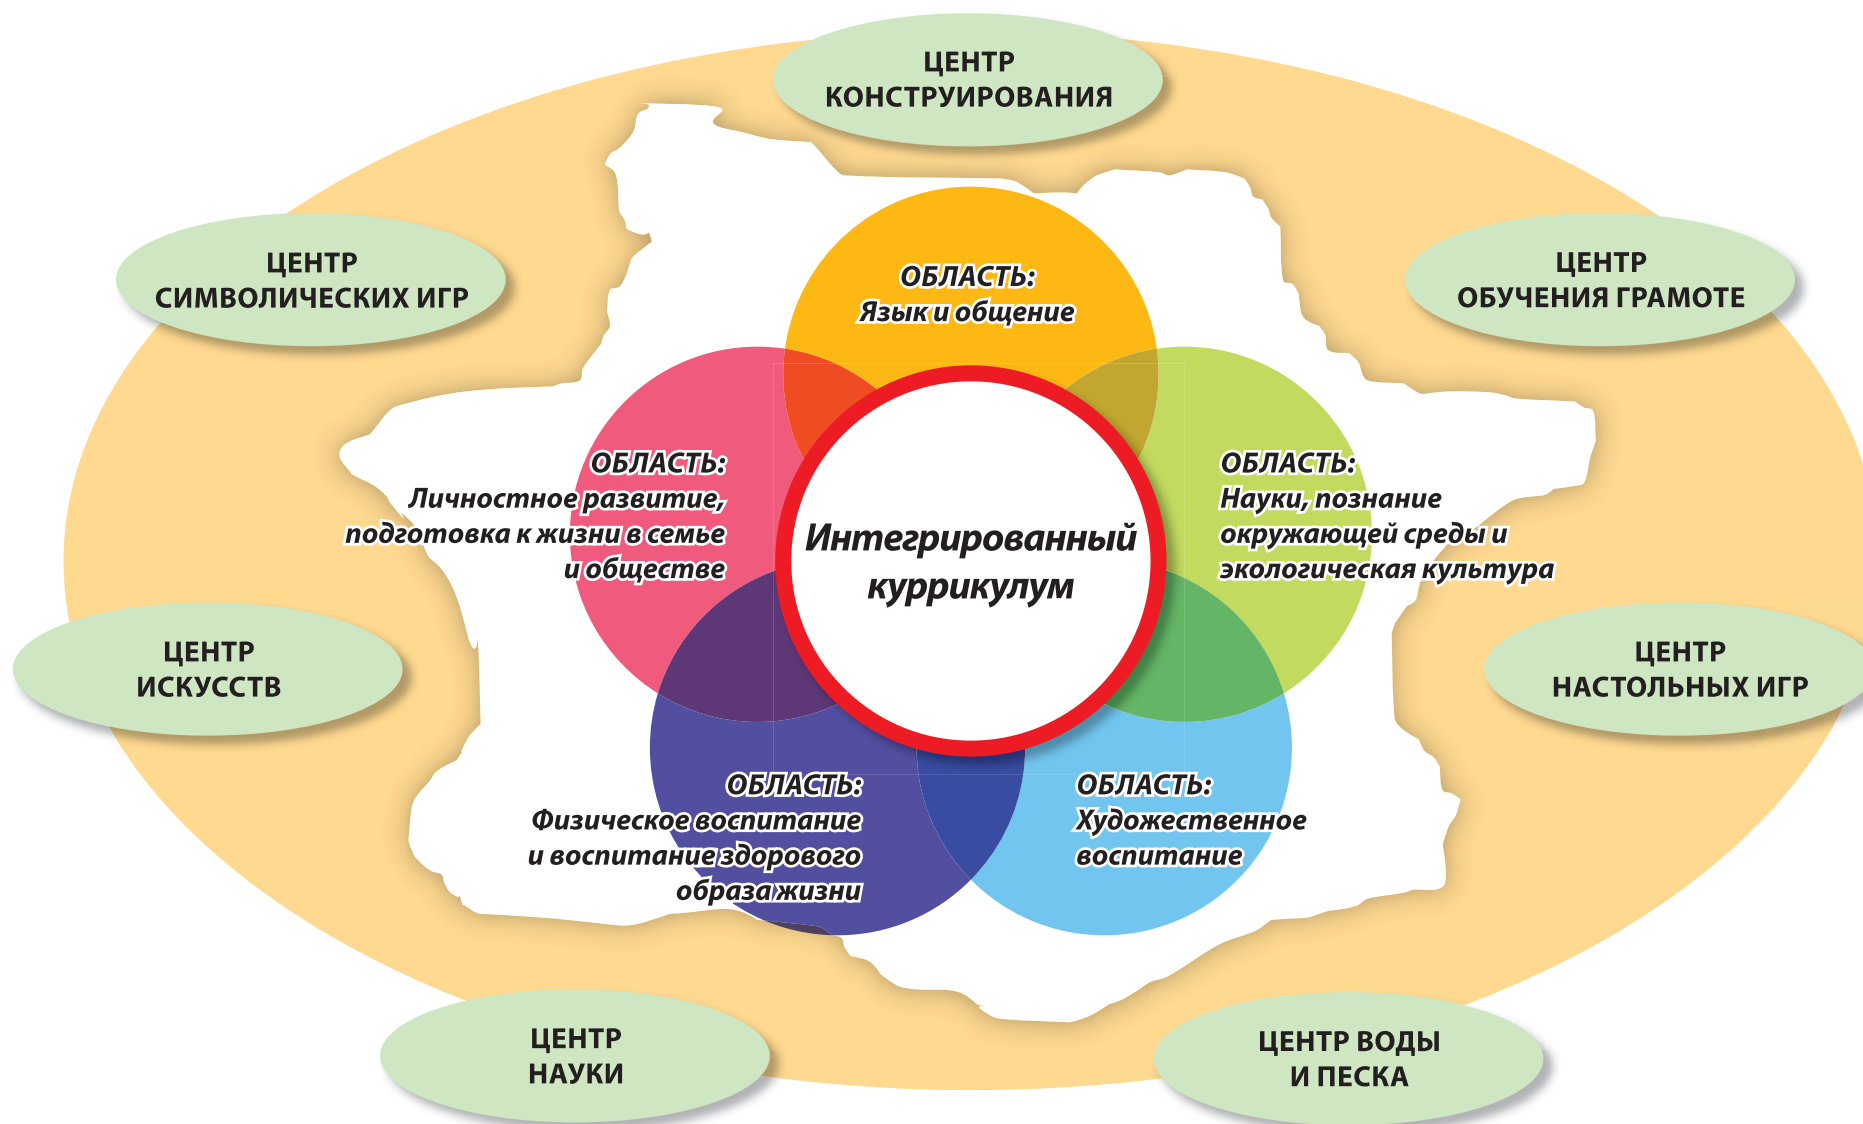 ЦЕНТР
КОНСТРУИРОВАНИЯ
ЦЕНТР
СИМВОЛИЧЕСКИХ ИГР
ЦЕНТР
ОБУЧЕНИЯ ГРАМОТЕ
ОБЛАСТЬ:
Язык и общение
ОБЛАСТЬ:
Личностное развитие,
подготовка к жизни в семье
и обществе
ОБЛАСТЬ:
Науки, познание
окружающей среды и
экологическая культура
Интегрированный
куррикулум
ЦЕНТР
ИСКУССТВ
ЦЕНТР
НАСТОЛЬНЫХ ИГР
ОБЛАСТЬ:
Физическое воспитание
и воспитание здорового
образа жизни
ОБЛАСТЬ:
Художественное
воспитание
ЦЕНТР
НАУКИ
ЦЕНТР ВОДЫ
И ПЕСКА